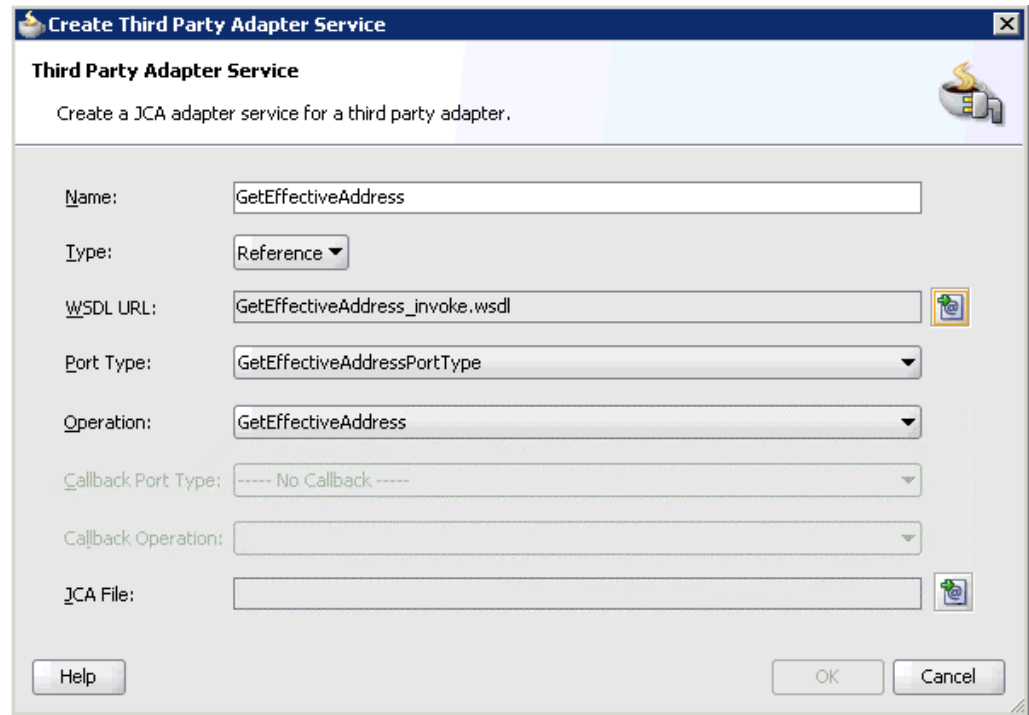 Create Third Party Adapter Service
Third Party Adapter Service
Create a JCA adapter service for a third party adapter.
Name: GetEffectiveAddress
Type: Reference
WSDL URL: GetEffectiveAddress_invoke.wsdl
Port Type: GetEffectiveAddressPortType
Operation: GetEffectiveAddress
Callback Port Type: ----- No Callback -----
Callback Operation:
JCA File:
Help OK Cancel